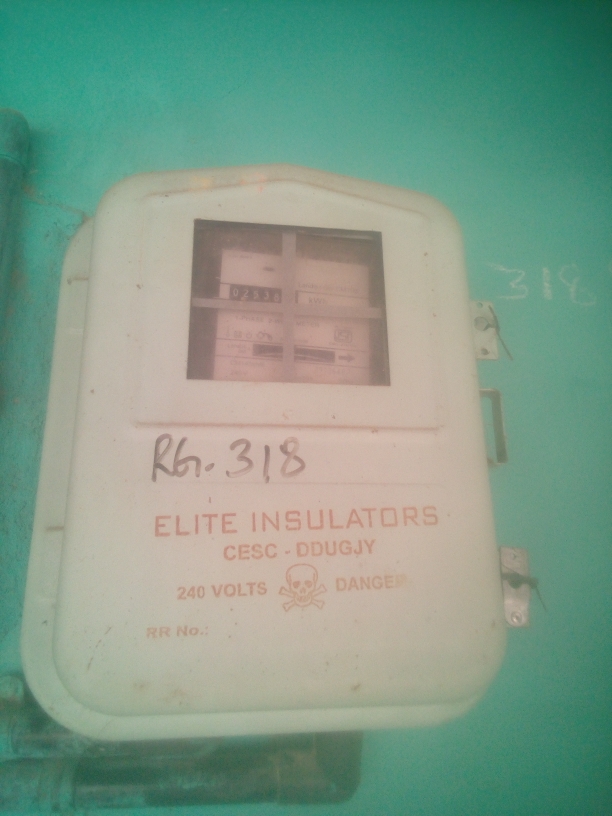 318
RG. 318
ELITE INSULATORS
CESC - DDUGJY
240 VOLTS DANGER
RR No.: